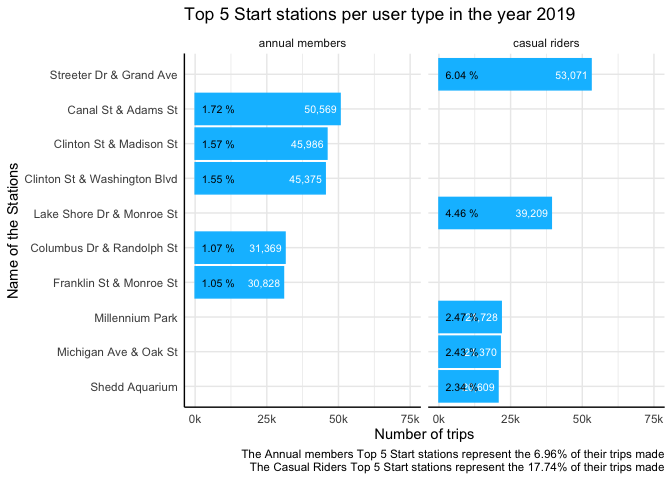 Top 5 Start stations per user type in the year 2019
annual members
casual riders
Streeter Dr & Grand Ave
6.04 %
53,071
Canal St & Adams St
1.72 %
50,569
Clinton St & Madison St
1.57 %
45,986
Clinton St & Washington Blvd
1.55 %
45,375
Lake Shore Dr & Monroe St
4.46 %
39,209
Columbus Dr & Randolph St
1.07 %
31,369
Franklin St & Monroe St
1.05 %
30,828
Millennium Park
2.47 %
Michigan Ave & Oak St
2.43 %
Shedd Aquarium
2.34 %
Name of the Stations
0k 25k 50k 75k
0k 25k 50k 75k
Number of trips
The Annual members Top 5 Start stations represent the 6.96% of their trips made
The Casual Riders Top 5 Start stations represent the 17.74% of their trips made